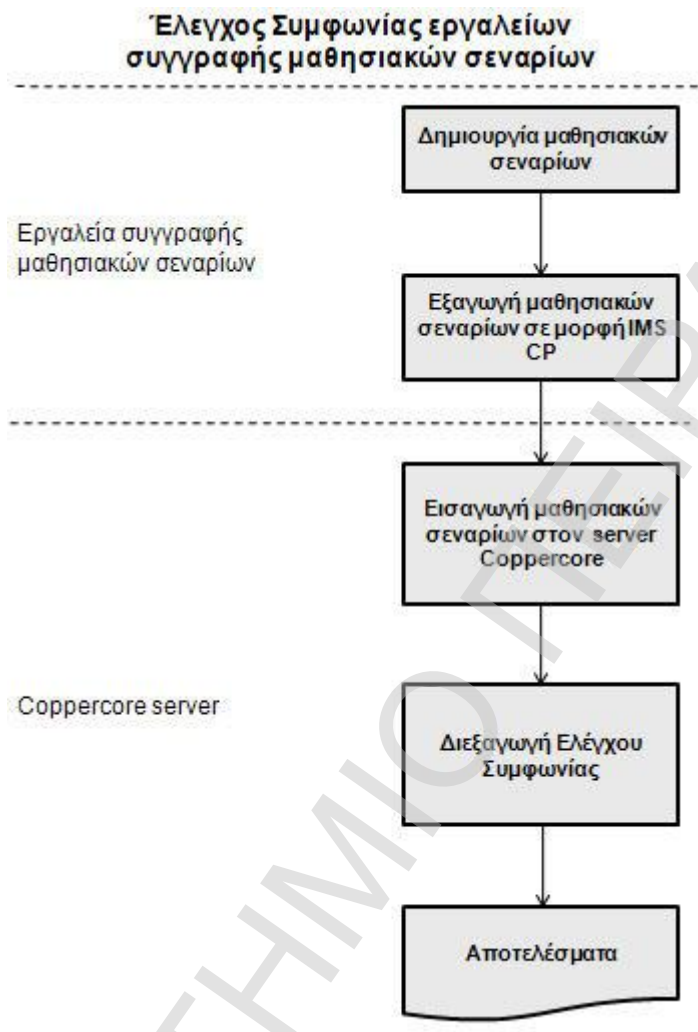 Έλεγχος Συμφωνίας εργαλείων
συγγραφής μαθησιακών σεναρίων
Δημιουργία μαθησιακών
σεναρίων
Εργαλεία συγγραφής
μαθησιακών σεναρίων
Εξαγωγή μαθησιακών
σεναρίων σε μορφή IMS
CP
Εισαγωγή μαθησιακών
σεναρίων στον server
Coppercore
Coppercore server
Διεξαγωγή Ελέγχου
Συμφωνίας
Αποτελέσματα